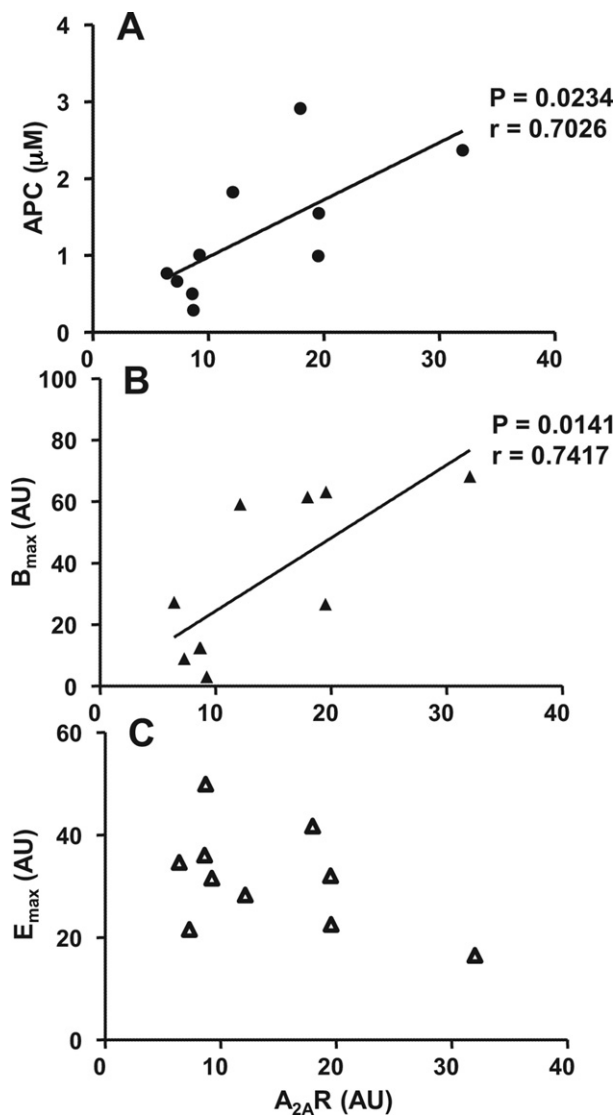 A
4
3
2
1
0
APC (μM)
P = 0.0234
r = 0.7026
0 10 20 30 40
B
100
80
60
40
20
0
Bmax (AU)
P = 0.0141
r = 0.7417
0 10 20 30 40
C
60
40
20
0
Emax (AU)
0 10 20 30 40
A2AR (AU)